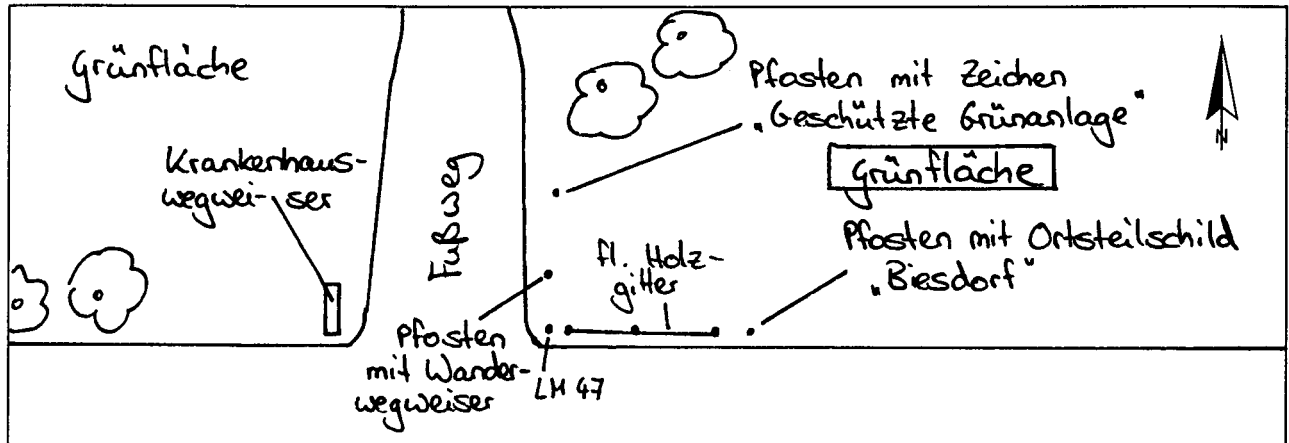 Grünfläche
Krankenhaus-
wegwei-ser
Fußweg
Pfosten mit Zeichen
„Geschützte Grünanlage"
Grünfläche
N
Pfosten mit Ortsteilschild
„Biesdorf"
fl. Holz-
gitter
Pfosten
mit Wander-
wegweiser
LM 47